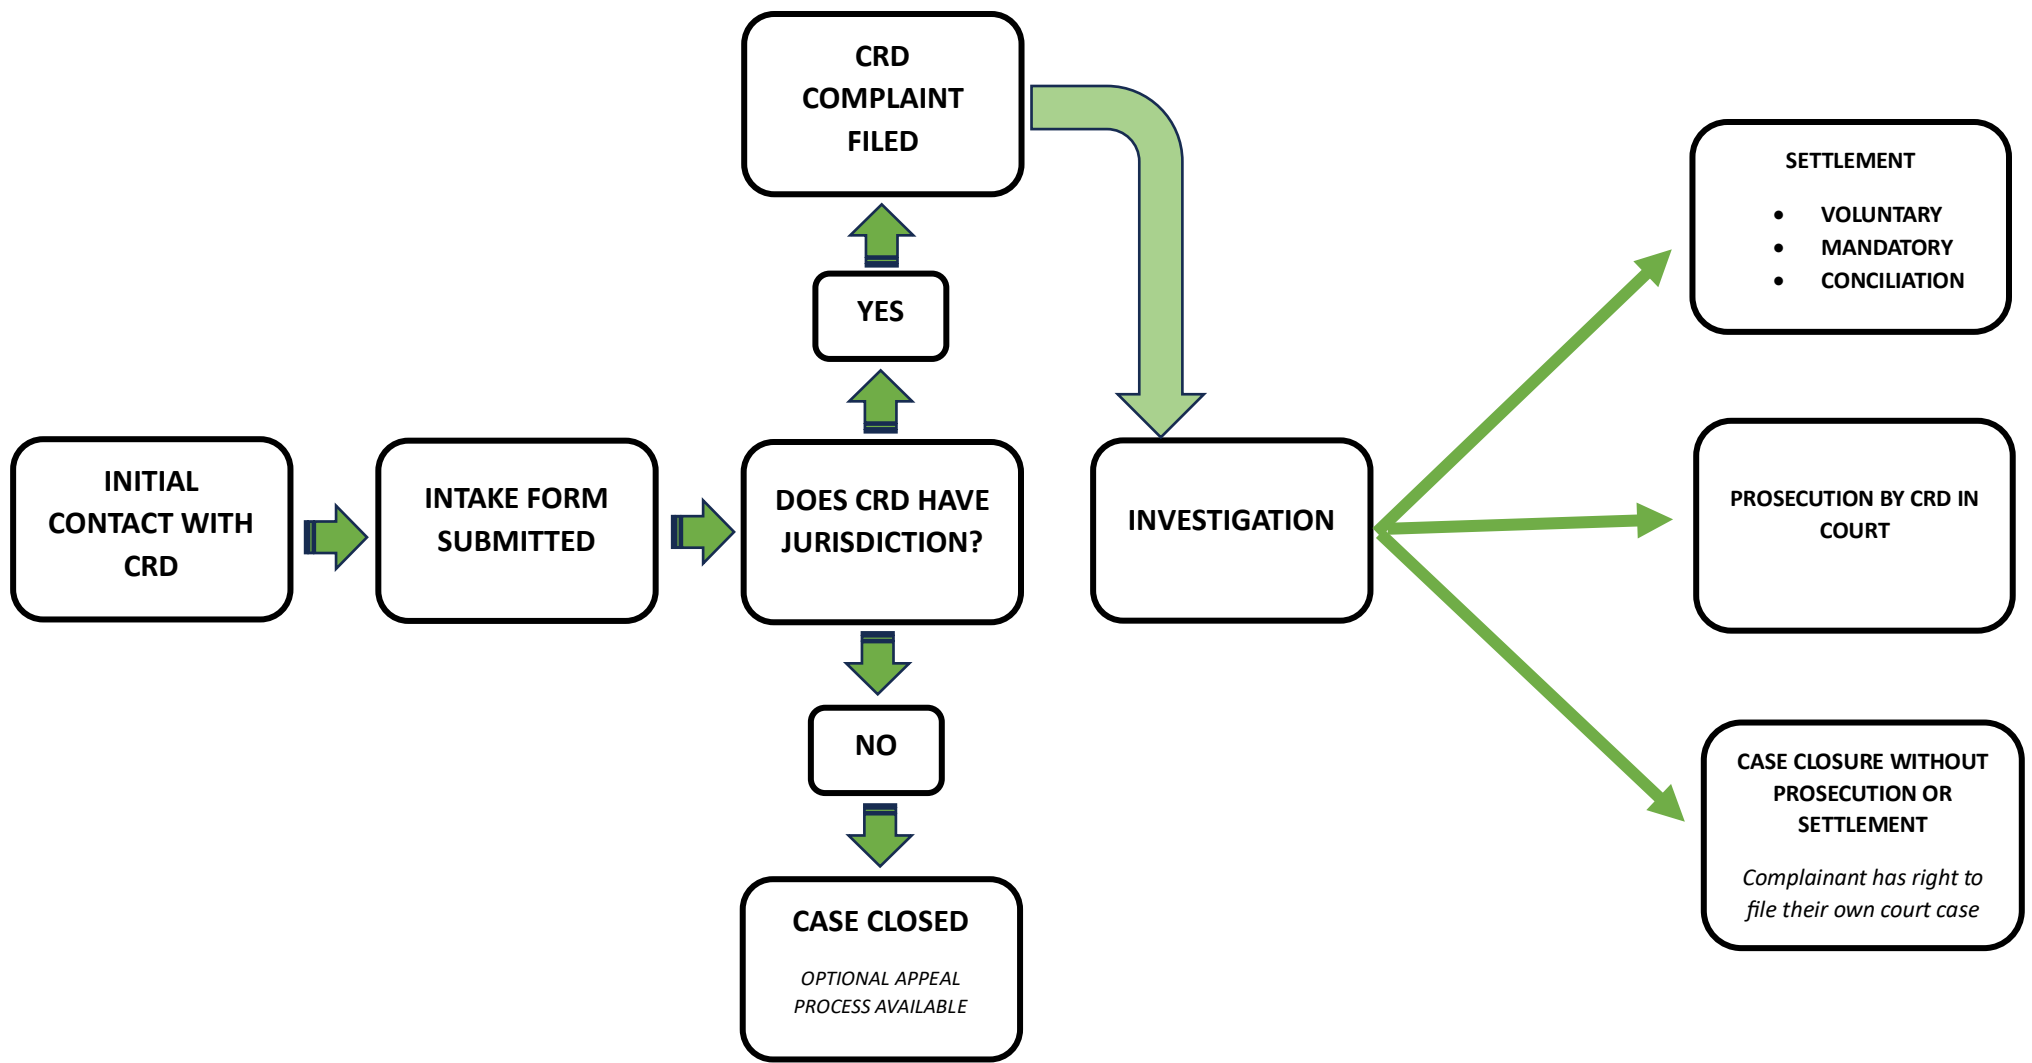 INITIAL
CONTACT WITH
CRD
INTAKE FORM
SUBMITTED
DOES CRD HAVE
JURISDICTION?
YES
CRD
COMPLAINT
FILED
NO
CASE CLOSED
OPTIONAL APPEAL
PROCESS AVAILABLE
INVESTIGATION
SETTLEMENT
• VOLUNTARY
• MANDATORY
• CONCILIATION
PROSECUTION BY CRD IN
COURT
CASE CLOSURE WITHOUT
PROSECUTION OR
SETTLEMENT
Complainant has right to
file their own court case